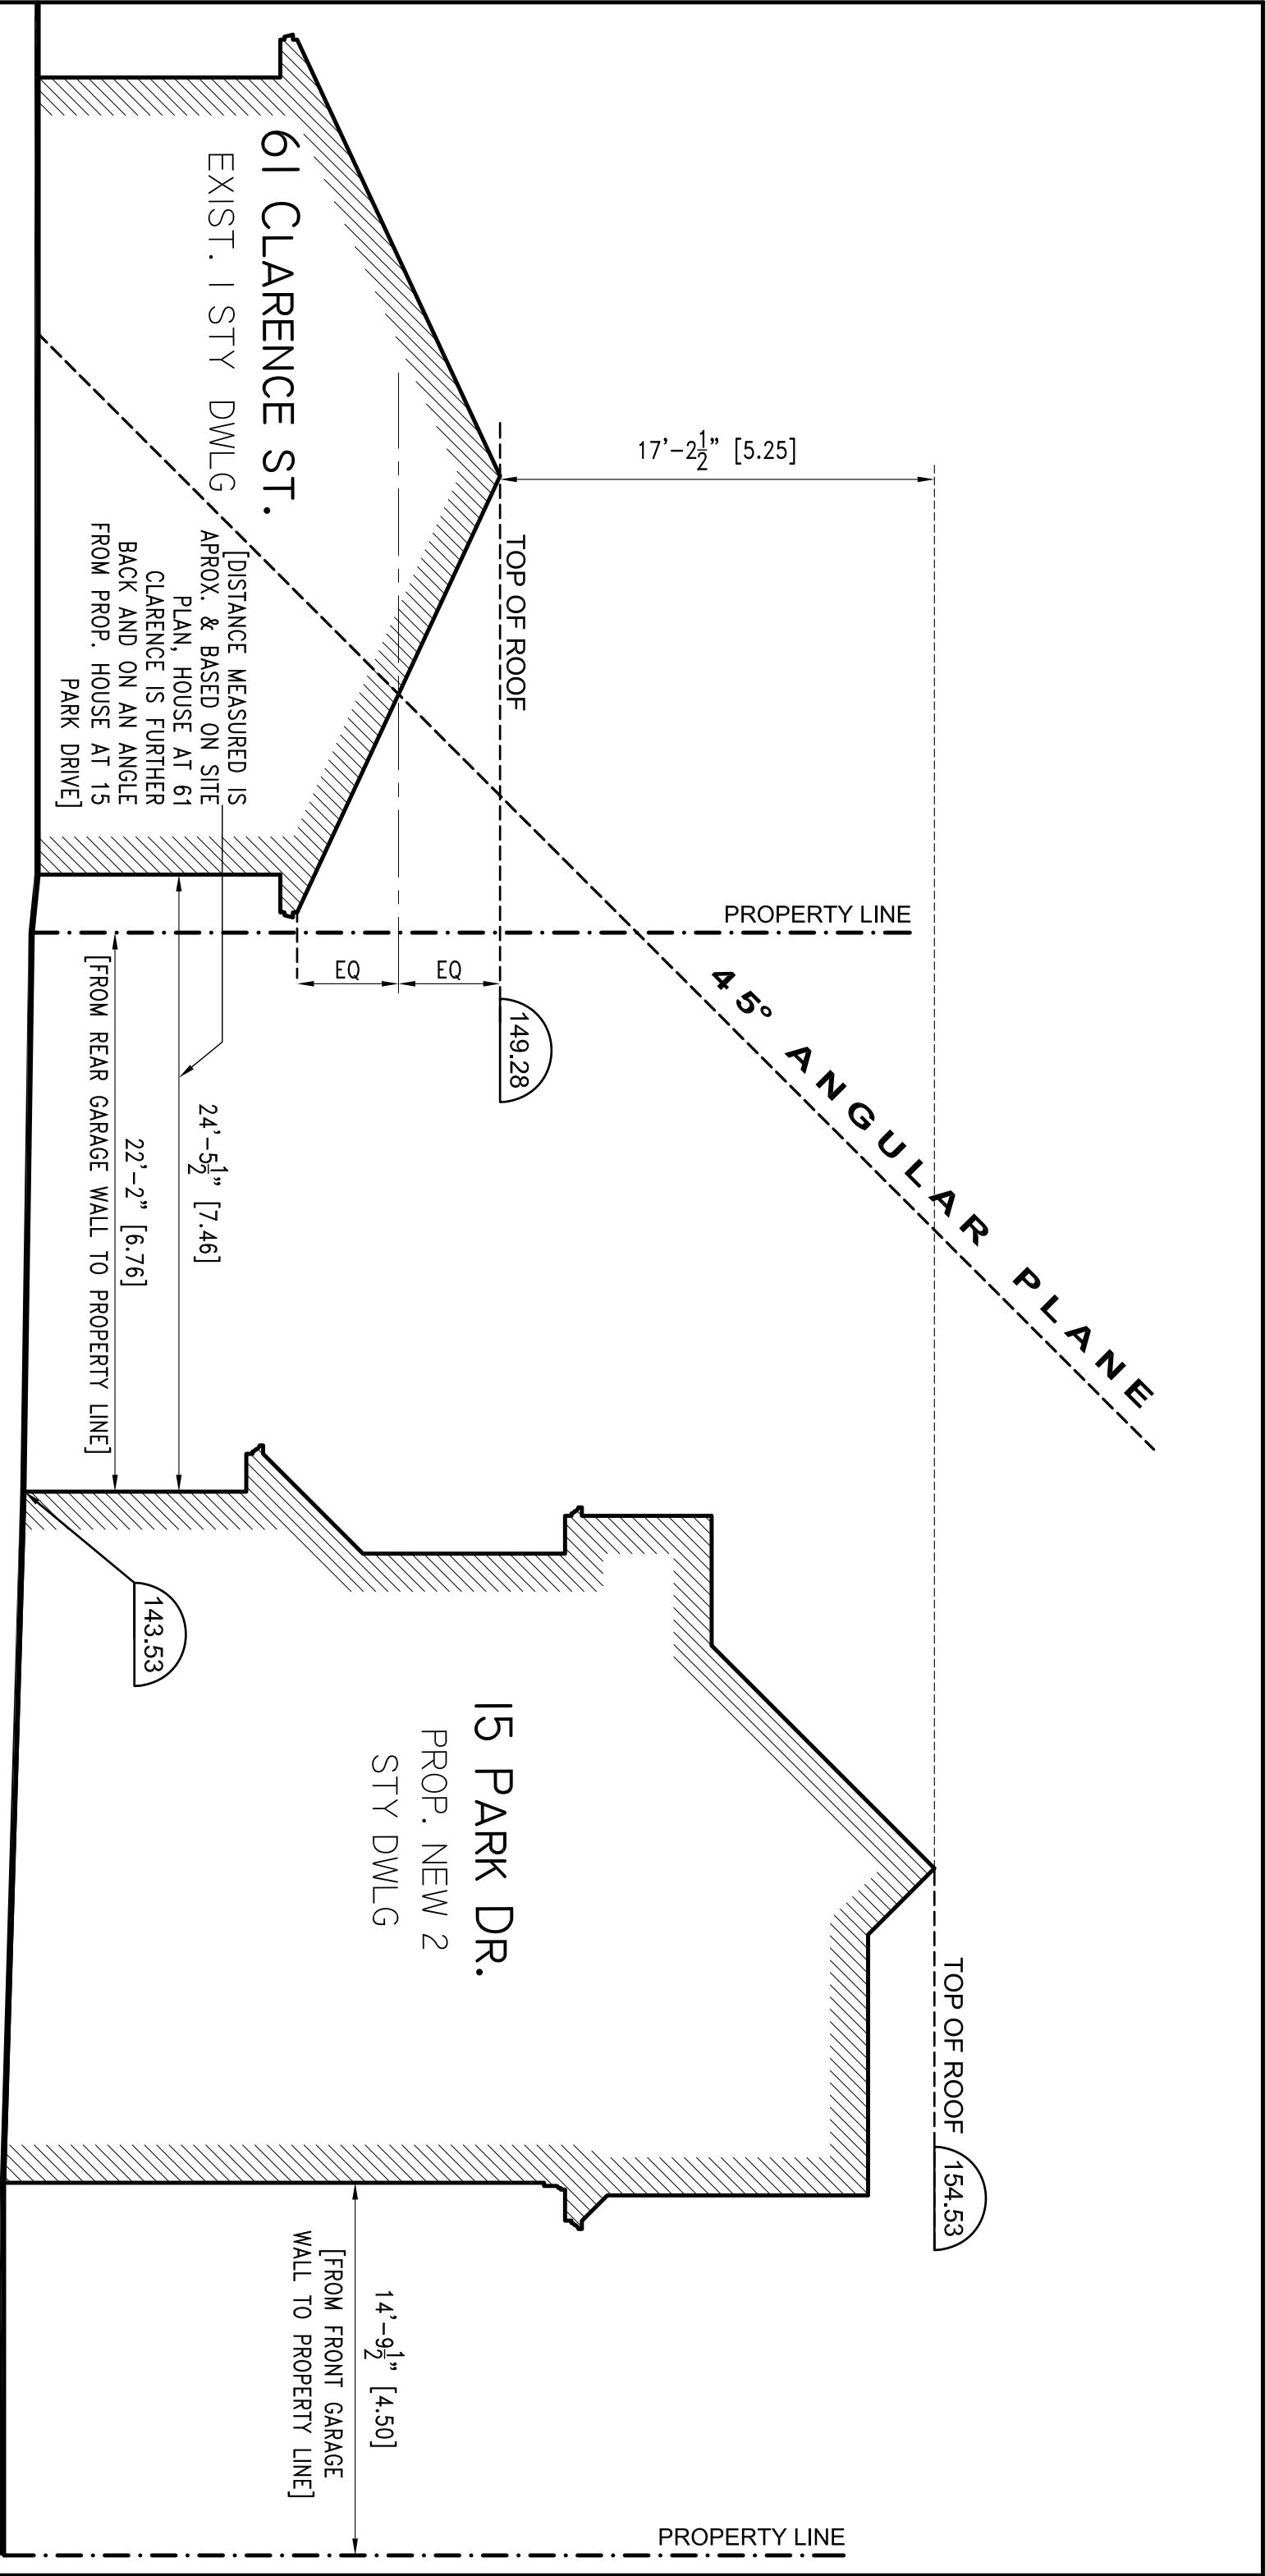 61 CLARENCE ST.
EXIST. 1 STY DWLG
[DISTANCE MEASURED IS
APROX. & BASED ON SITE
PLAN, HOUSE AT 61
CLARENCE IS FURTHER
BACK AND ON AN ANGLE
FROM PROP. HOUSE AT 15
PARK DRIVE]
17'-2½" [5.25]
TOP OF ROOF
149.28
EQ
EQ
PROPERTY LINE
45° ANGULAR PLANE
24'-5½" [7.46]
22'-2" [6.76]
[FROM REAR GARAGE WALL TO PROPERTY LINE]
143.53
15 PARK DR.
PROP. NEW 2
STY DWLG
TOP OF ROOF
154.53
14'-9½" [4.50]
[FROM FRONT GARAGE
WALL TO PROPERTY LINE]
PROPERTY LINE